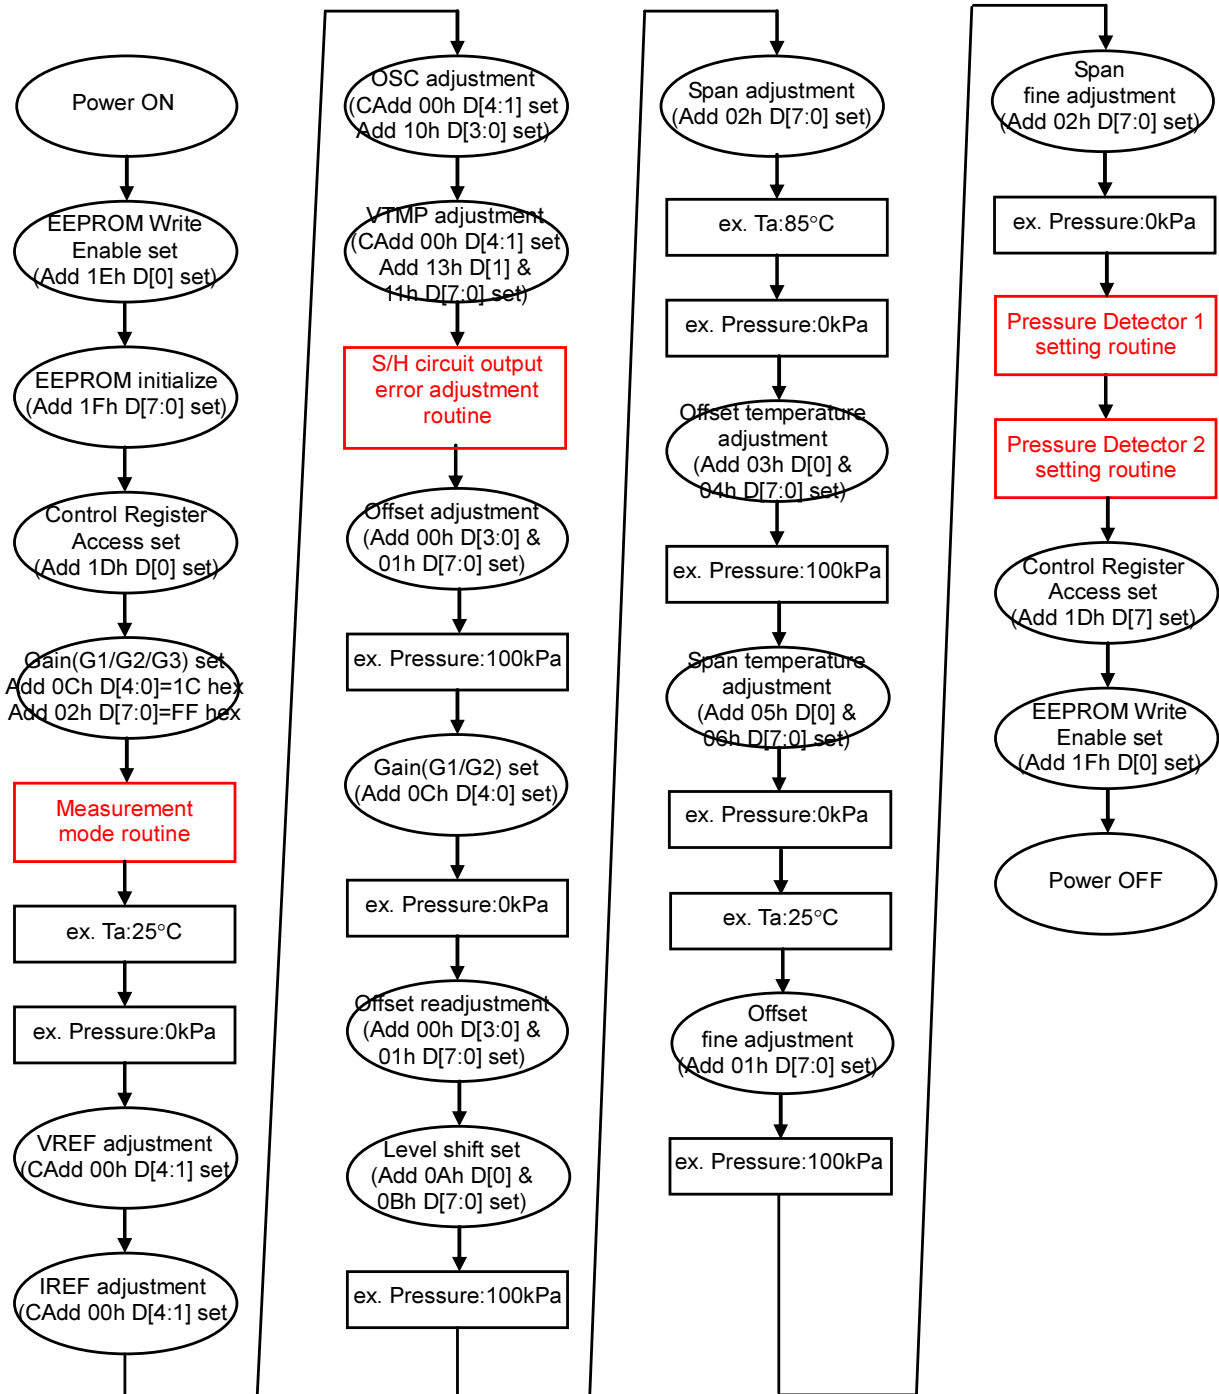 Power ON
EEPROM Write
Enable set
(Add 1Eh D[0] set)
EEPROM initialize
(Add 1Fh D[7:0] set)
Control Register
Access set
(Add 1Dh D[0] set)
Gain(G1/G2/G3) set
Add 0Ch D[4:0]=1C hex
Add 02h D[7:0]=FF hex
Measurement
mode routine
ex. Ta:25°C
ex. Pressure:0kPa
VREF adjustment
(CAdd 00h D[4:1] set
IREF adjustment
(CAdd 00h D[4:1] set
OSC adjustment
(CAdd 00h D[4:1] set
Add 10h D[3:0] set)
VTMP adjustment
(CAdd 00h D[4:1] set
Add 13h D[1] &
11h D[7:0] set)
S/H circuit output
error adjustment
routine
Offset adjustment
(Add 00h D[3:0] &
01h D[7:0] set)
ex. Pressure:100kPa
Gain(G1/G2) set
(Add 0Ch D[4:0] set)
ex. Pressure:0kPa
Offset readjustment
(Add 00h D[3:0] &
01h D[7:0] set)
Level shift set
(Add 0Ah D[0] &
0Bh D[7:0] set)
ex. Pressure:100kPa
Span adjustment
(Add 02h D[7:0] set)
ex. Ta:85°C
ex. Pressure:0kPa
Offset temperature
adjustment
(Add 03h D[0] &
04h D[7:0] set)
ex. Pressure:100kPa
Span temperature
adjustment
(Add 05h D[0] &
06h D[7:0] set)
ex. Pressure:0kPa
ex. Ta:25°C
Offset
fine adjustment
(Add 01h D[7:0] set)
ex. Pressure:100kPa
Span
fine adjustment
(Add 02h D[7:0] set)
ex. Pressure:0kPa
Pressure Detector 1
setting routine
Pressure Detector 2
setting routine
Control Register
Access set
(Add 1Dh D[7] set)
EEPROM Write
Enable set
(Add 1Fh D[0] set)
Power OFF